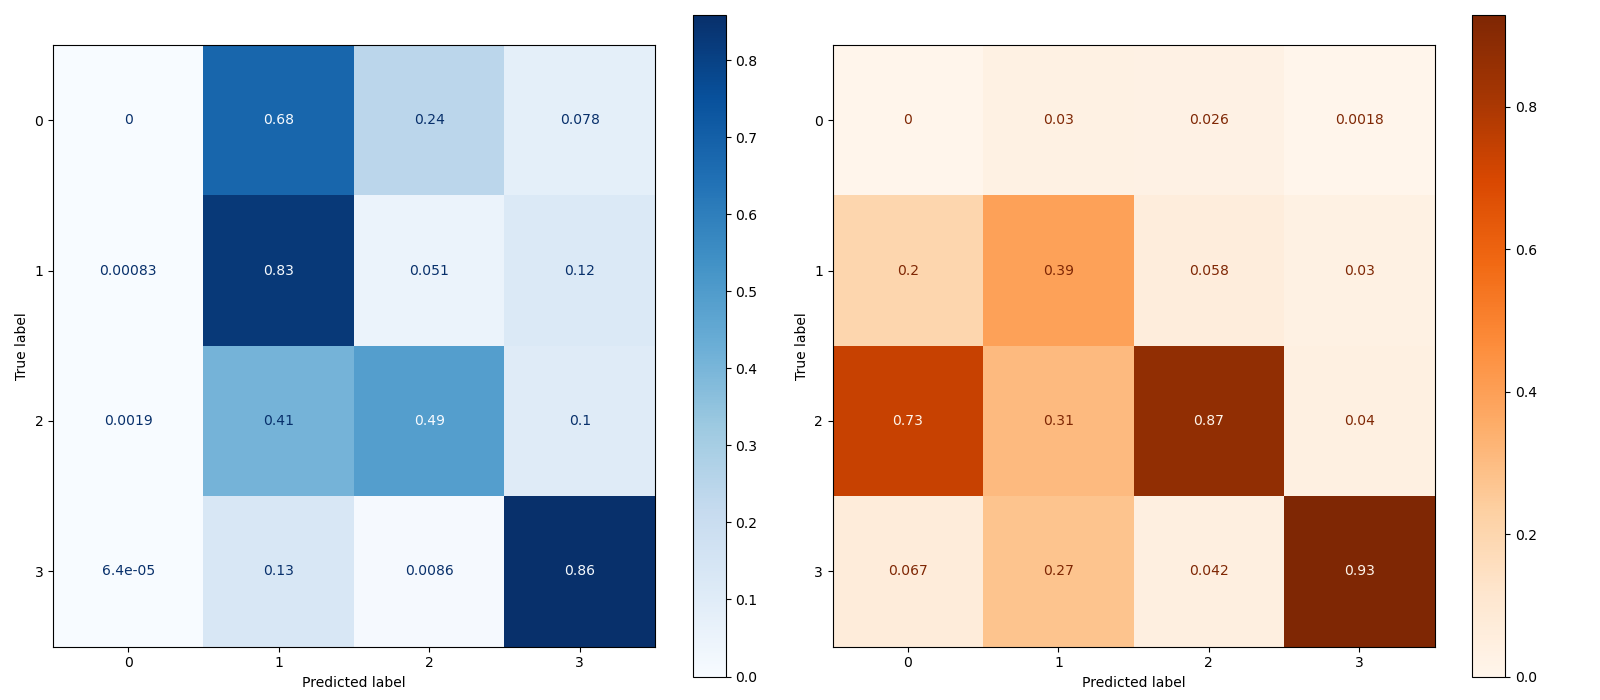 0.8
0.7
0.6
0.5
0.4
0.3
0.2
0.1
0.0
True label
0 0 0.68 0.24 0.078
1 0.00083 0.83 0.051 0.12
2 0.0019 0.41 0.49 0.1
3 6.4e-05 0.13 0.0086 0.86
0 1 2 3
Predicted label
0.8
0.6
0.4
0.2
0.0
True label
0 0 0.03 0.026 0.0018
1 0.2 0.39 0.058 0.03
2 0.73 0.31 0.87 0.04
3 0.067 0.27 0.042 0.93
0 1 2 3
Predicted label